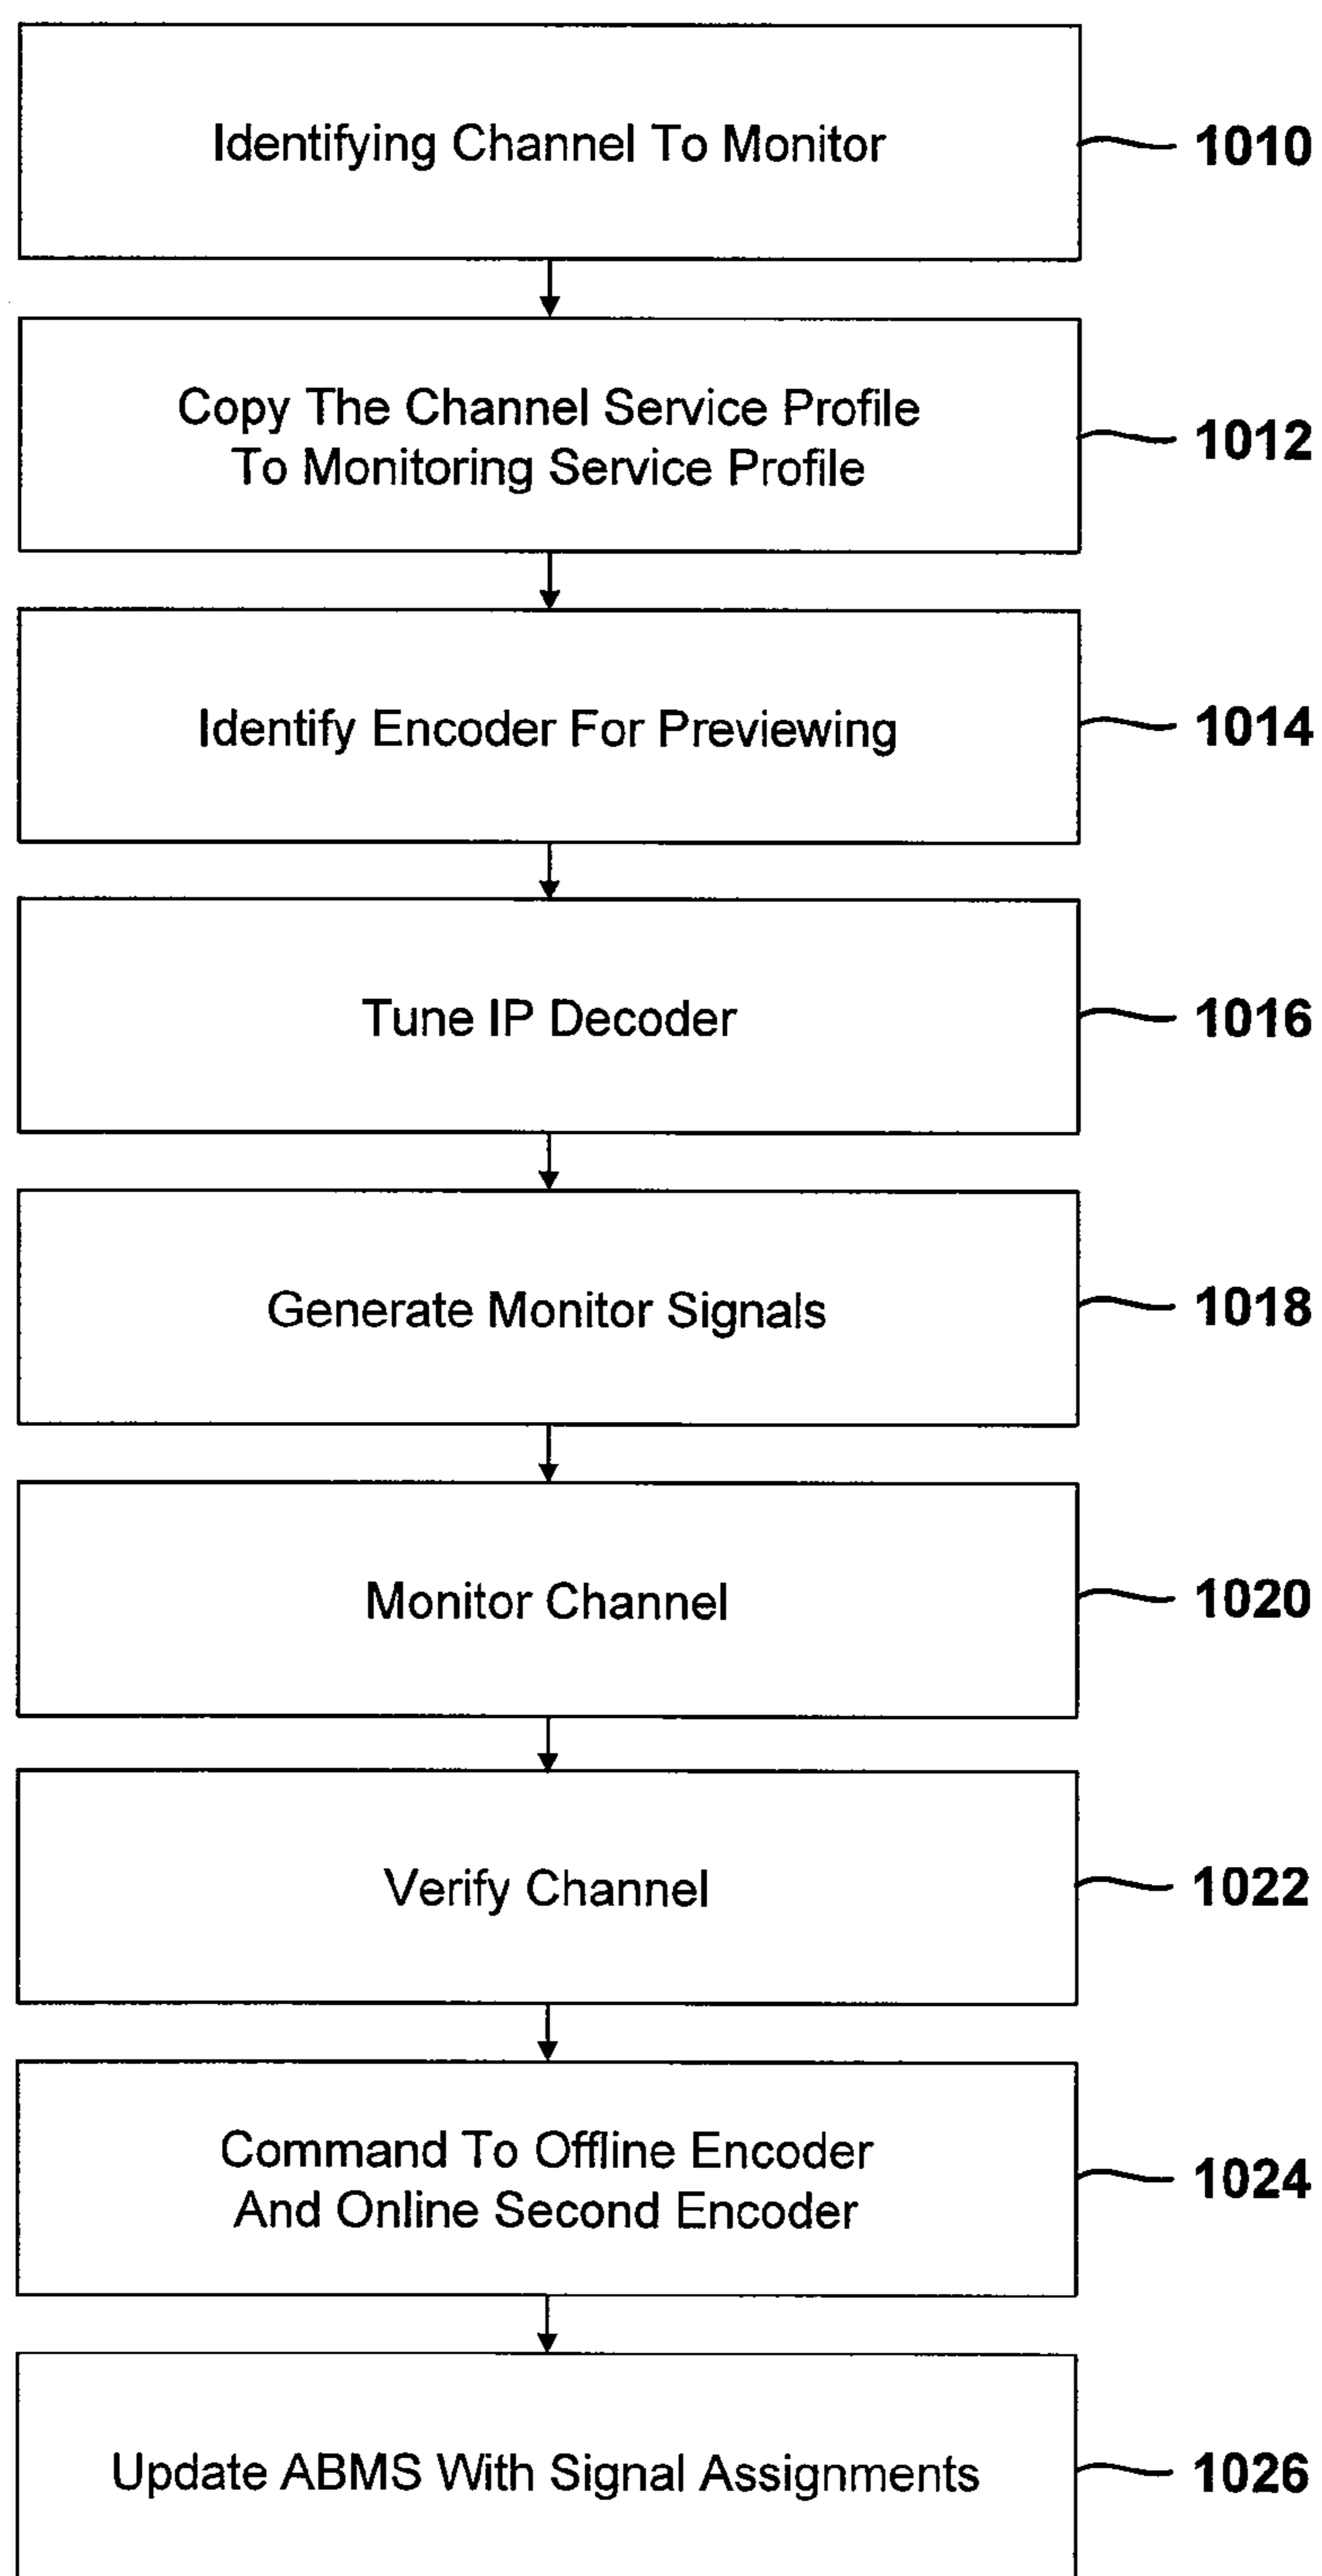 Identifying Channel To Monitor
1010
Copy The Channel Service Profile
To Monitoring Service Profile
1012
Identify Encoder For Previewing
1014
Tune IP Decoder
1016
Generate Monitor Signals
1018
Monitor Channel
1020
Verify Channel
1022
Command To Offline Encoder
And Online Second Encoder
1024
Update ABMS With Signal Assignments
1026